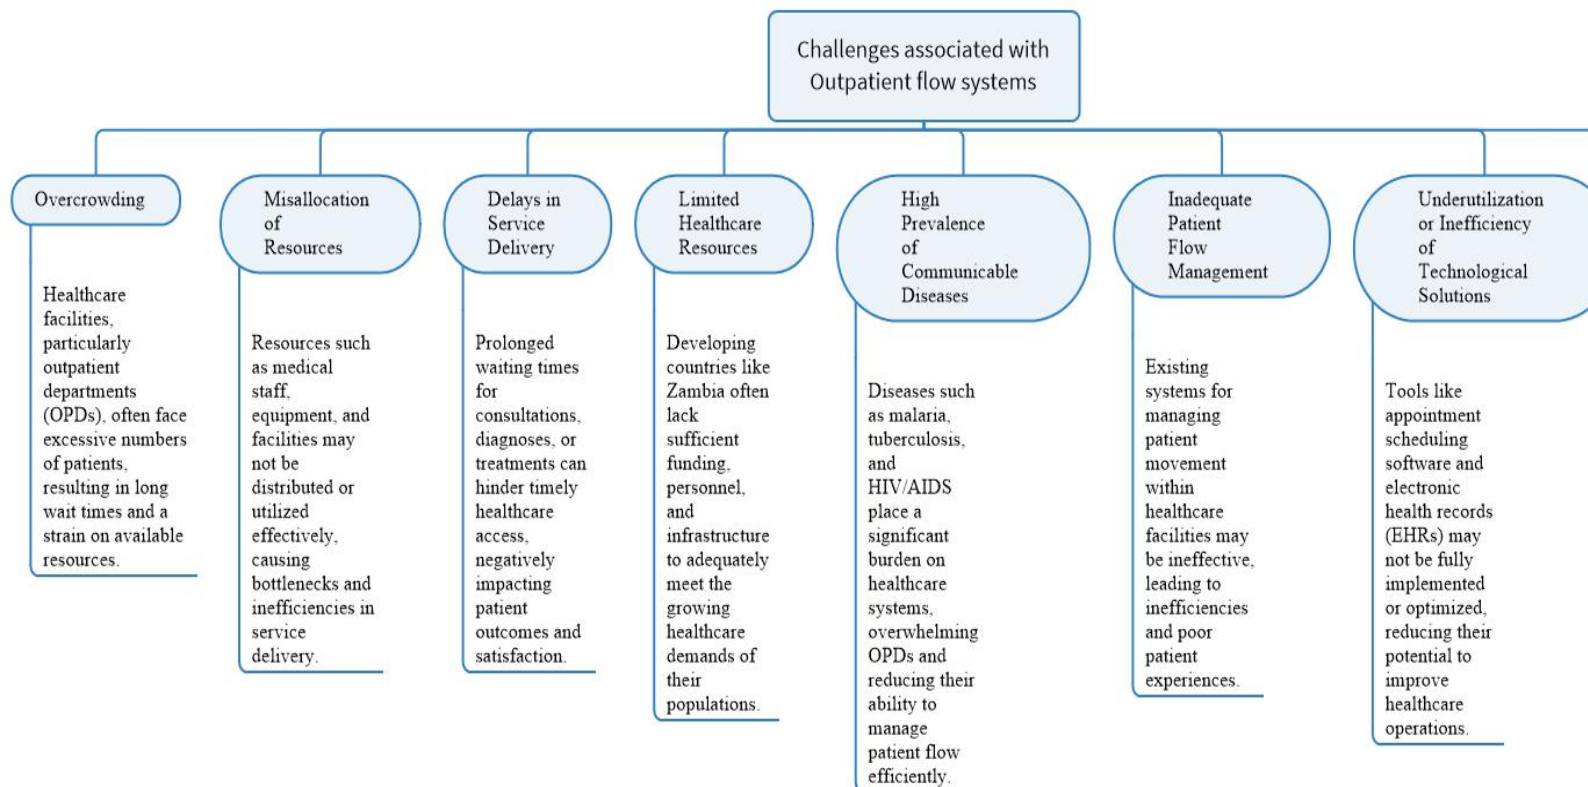 Challenges associated with
Outpatient flow systems
Overcrowding
Healthcare
facilities,
particularly
outpatient
departments
(OPDs), often face
excessive numbers
of patients,
resulting in long
wait times and a
strain on available
resources.
Misallocation
of
Resources
Resources such
as medical
staff,
equipment, and
facilities may
not be
distributed or
utilized
effectively,
causing
bottlenecks and
inefficiencies in
service
delivery.
Delays in
Service
Delivery
Prolonged
waiting times
for
consultations,
diagnoses, or
treatments can
hinder timely
healthcare
access,
negatively
impacting
patient
outcomes and
satisfaction.
Limited
Healthcare
Resources
Developing
countries like
Zambia often
lack
sufficient
funding,
personnel,
and
infrastructure
to adequately
meet the
growing
healthcare
demands of
their
populations.
High
Prevalence
of
Communicable
Diseases
Diseases such
as malaria,
tuberculosis,
and
HIV/AIDS
place a
significant
burden on
healthcare
systems,
overwhelming
OPDs and
reducing their
ability to
manage
patient flow
efficiently.
Inadequate
Patient
Flow
Management
Existing
systems for
managing
patient
movement
within
healthcare
facilities may
be ineffective,
leading to
inefficiencies
and poor
patient
experiences.
Underutilization
or Inefficiency
of
Technological
Solutions
Tools like
appointment
scheduling
software and
electronic
health records
(EHRs) may
not be fully
implemented
or optimized,
reducing their
potential to
improve
healthcare
operations.